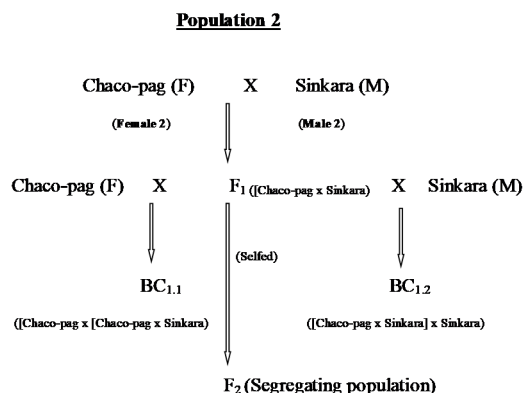 Population 2
Chaco-pag (F) X Sinkara (M)
(Female 2) (Male 2)
Chaco-pag (F) X F1 ([Chaco-pag x Sinkara) X Sinkara (M)
(Selfed)
BC1.1 BC1.2
([Chaco-pag x [Chaco-pag x Sinkara) ([Chaco-pag x Sinkara] x Sinkara)
F2 (Segregating population)